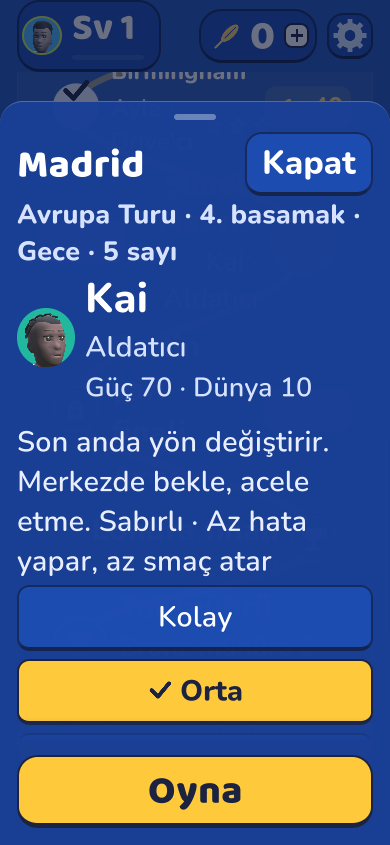 Sv 1
0
Birmingham
Madrid
Kapat
Avrupa Turu · 4. basamak ·
Gece · 5 sayı
Kai
Aldatıcı
Güç 70 · Dünya 10
Son anda yön değiştirir.
Merkezde bekle, acele
etme. Sabırlı · Az hata
yapar, az smaç atar
Kolay
Orta
Oyna